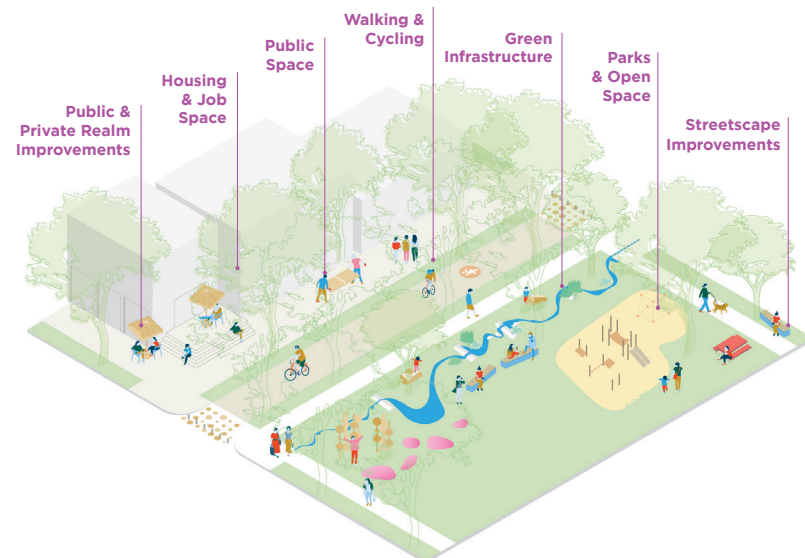 Public &
Private Realm
Improvements
Housing
& Job
Space
Public
Space
Walking &
Cycling
Green
Infrastructure
Parks
& Open
Space
Streetscape
Improvements